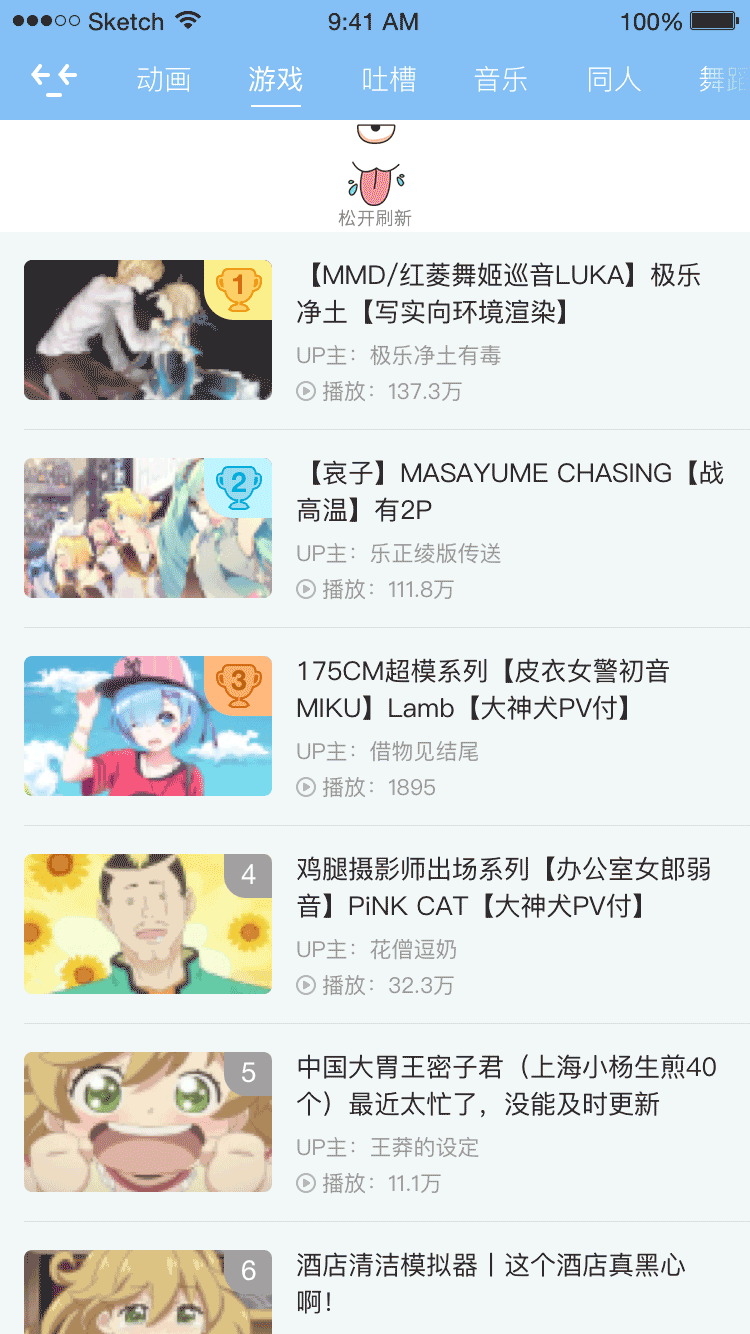 Sketch 9:41 AM 100%
动画 游戏 吐槽 音乐 同人 舞蹈
松开刷新
1
【MMD/红菱舞姬巡音LUKA】极乐
净土【写实向环境渲染】
UP主：极乐净土有毒
播放：137.3万
2
【哀子】MASAYUME CHASING【战
高温】有2P
UP主：乐正绫版传送
播放：111.8万
3
175CM超模系列【皮衣女警初音
MIKU】Lamb【大神犬PV付】
UP主：借物见结尾
播放：1895
4
鸡腿摄影师出场系列【办公室女郎弱
音】PiNK CAT【大神犬PV付】
UP主：花僧逗奶
播放：32.3万
5
中国大胃王密子君（上海小杨生煎40
个）最近太忙了，没能及时更新
UP主：王莽的设定
播放：11.1万
6
酒店清洁模拟器丨这个酒店真黑心
啊！